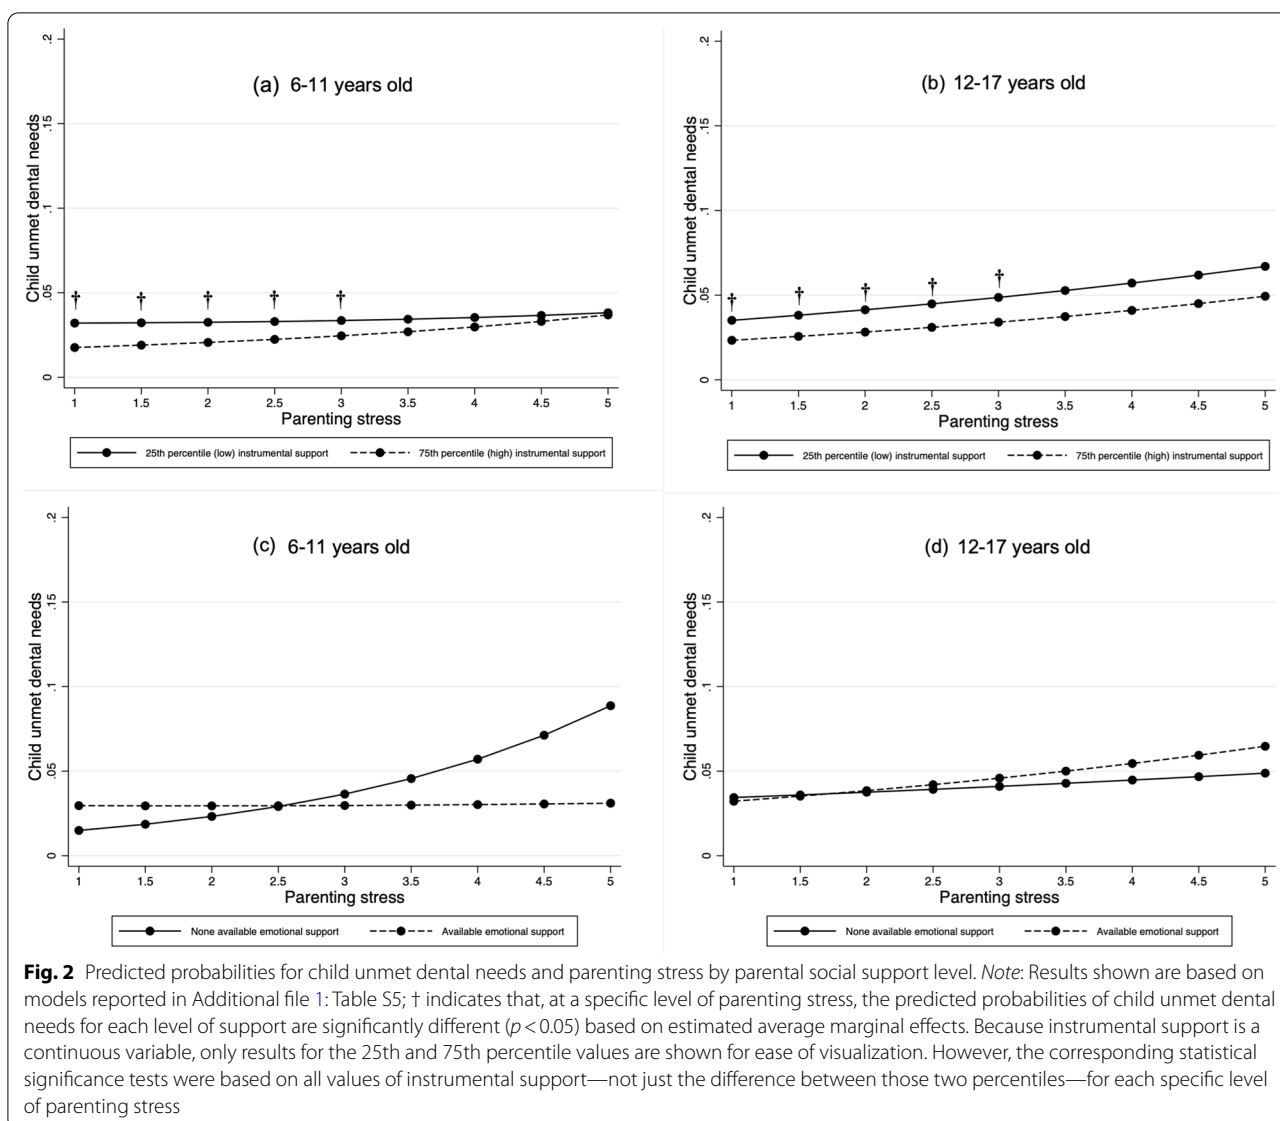 (a) 6-11 years old
Child unmet dental needs
.2
.15
.1
.05
0
† † † † †
1 1.5 2 2.5 3 3.5 4 4.5 5
Parenting stress
25th percentile (low) instrumental support 75th percentile (high) instrumental support
(b) 12-17 years old
Child unmet dental needs
.2
.15
.1
.05
0
† † † † †
1 1.5 2 2.5 3 3.5 4 4.5 5
Parenting stress
25th percentile (low) instrumental support 75th percentile (high) instrumental support
(c) 6-11 years old
Child unmet dental needs
.2
.15
.1
.05
0
1 1.5 2 2.5 3 3.5 4 4.5 5
Parenting stress
None available emotional support Available emotional support
(d) 12-17 years old
Child unmet dental needs
.2
.15
.1
.05
0
1 1.5 2 2.5 3 3.5 4 4.5 5
Parenting stress
None available emotional support Available emotional support
Fig. 2 Predicted probabilities for child unmet dental needs and parenting stress by parental social support level. Note: Results shown are based on
models reported in Additional file 1: Table S5; † indicates that, at a specific level of parenting stress, the predicted probabilities of child unmet dental
needs for each level of support are significantly different (p < 0.05) based on estimated average marginal effects. Because instrumental support is a
continuous variable, only results for the 25th and 75th percentile values are shown for ease of visualization. However, the corresponding statistical
significance tests were based on all values of instrumental support—not just the difference between those two percentiles—for each specific level
of parenting stress